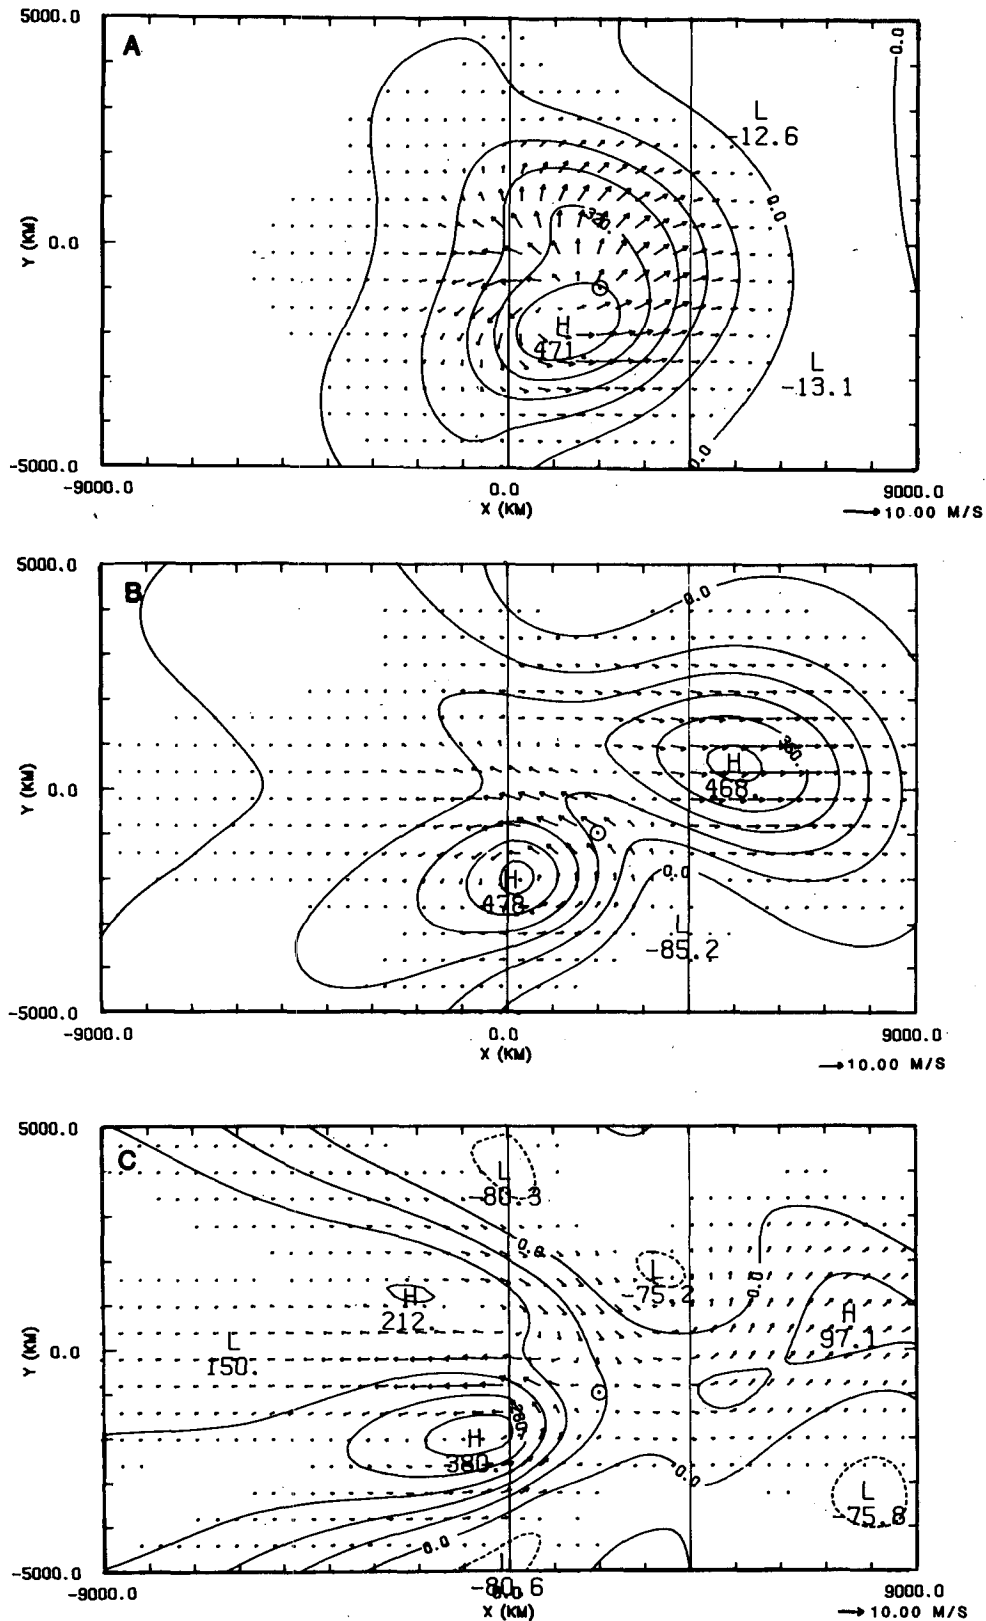 5000.0
A
0.0
L
-12.6
0.0
320.
Y (KM)
0.0
H
471.
L
-13.1
0.0
-5000.0
-9000.0
0.0
9000.0
X (KM)
10.00 M/S
5000.0
B
0.0
Y (KM)
0.0
H
468.
H
478.
0.0
L
-85.2
-5000.0
-9000.0
0.0
9000.0
X (KM)
10.00 M/S
5000.0
C
L
-80.3
0.0
L
-75.2
0.0
H
212.
H
97.1
L
150.
Y (KM)
0.0
H
380.
0.0
L
-75.8
0.0
-5000.0
-9000.0
-80.6
9000.0
X (KM)
10.00 M/S